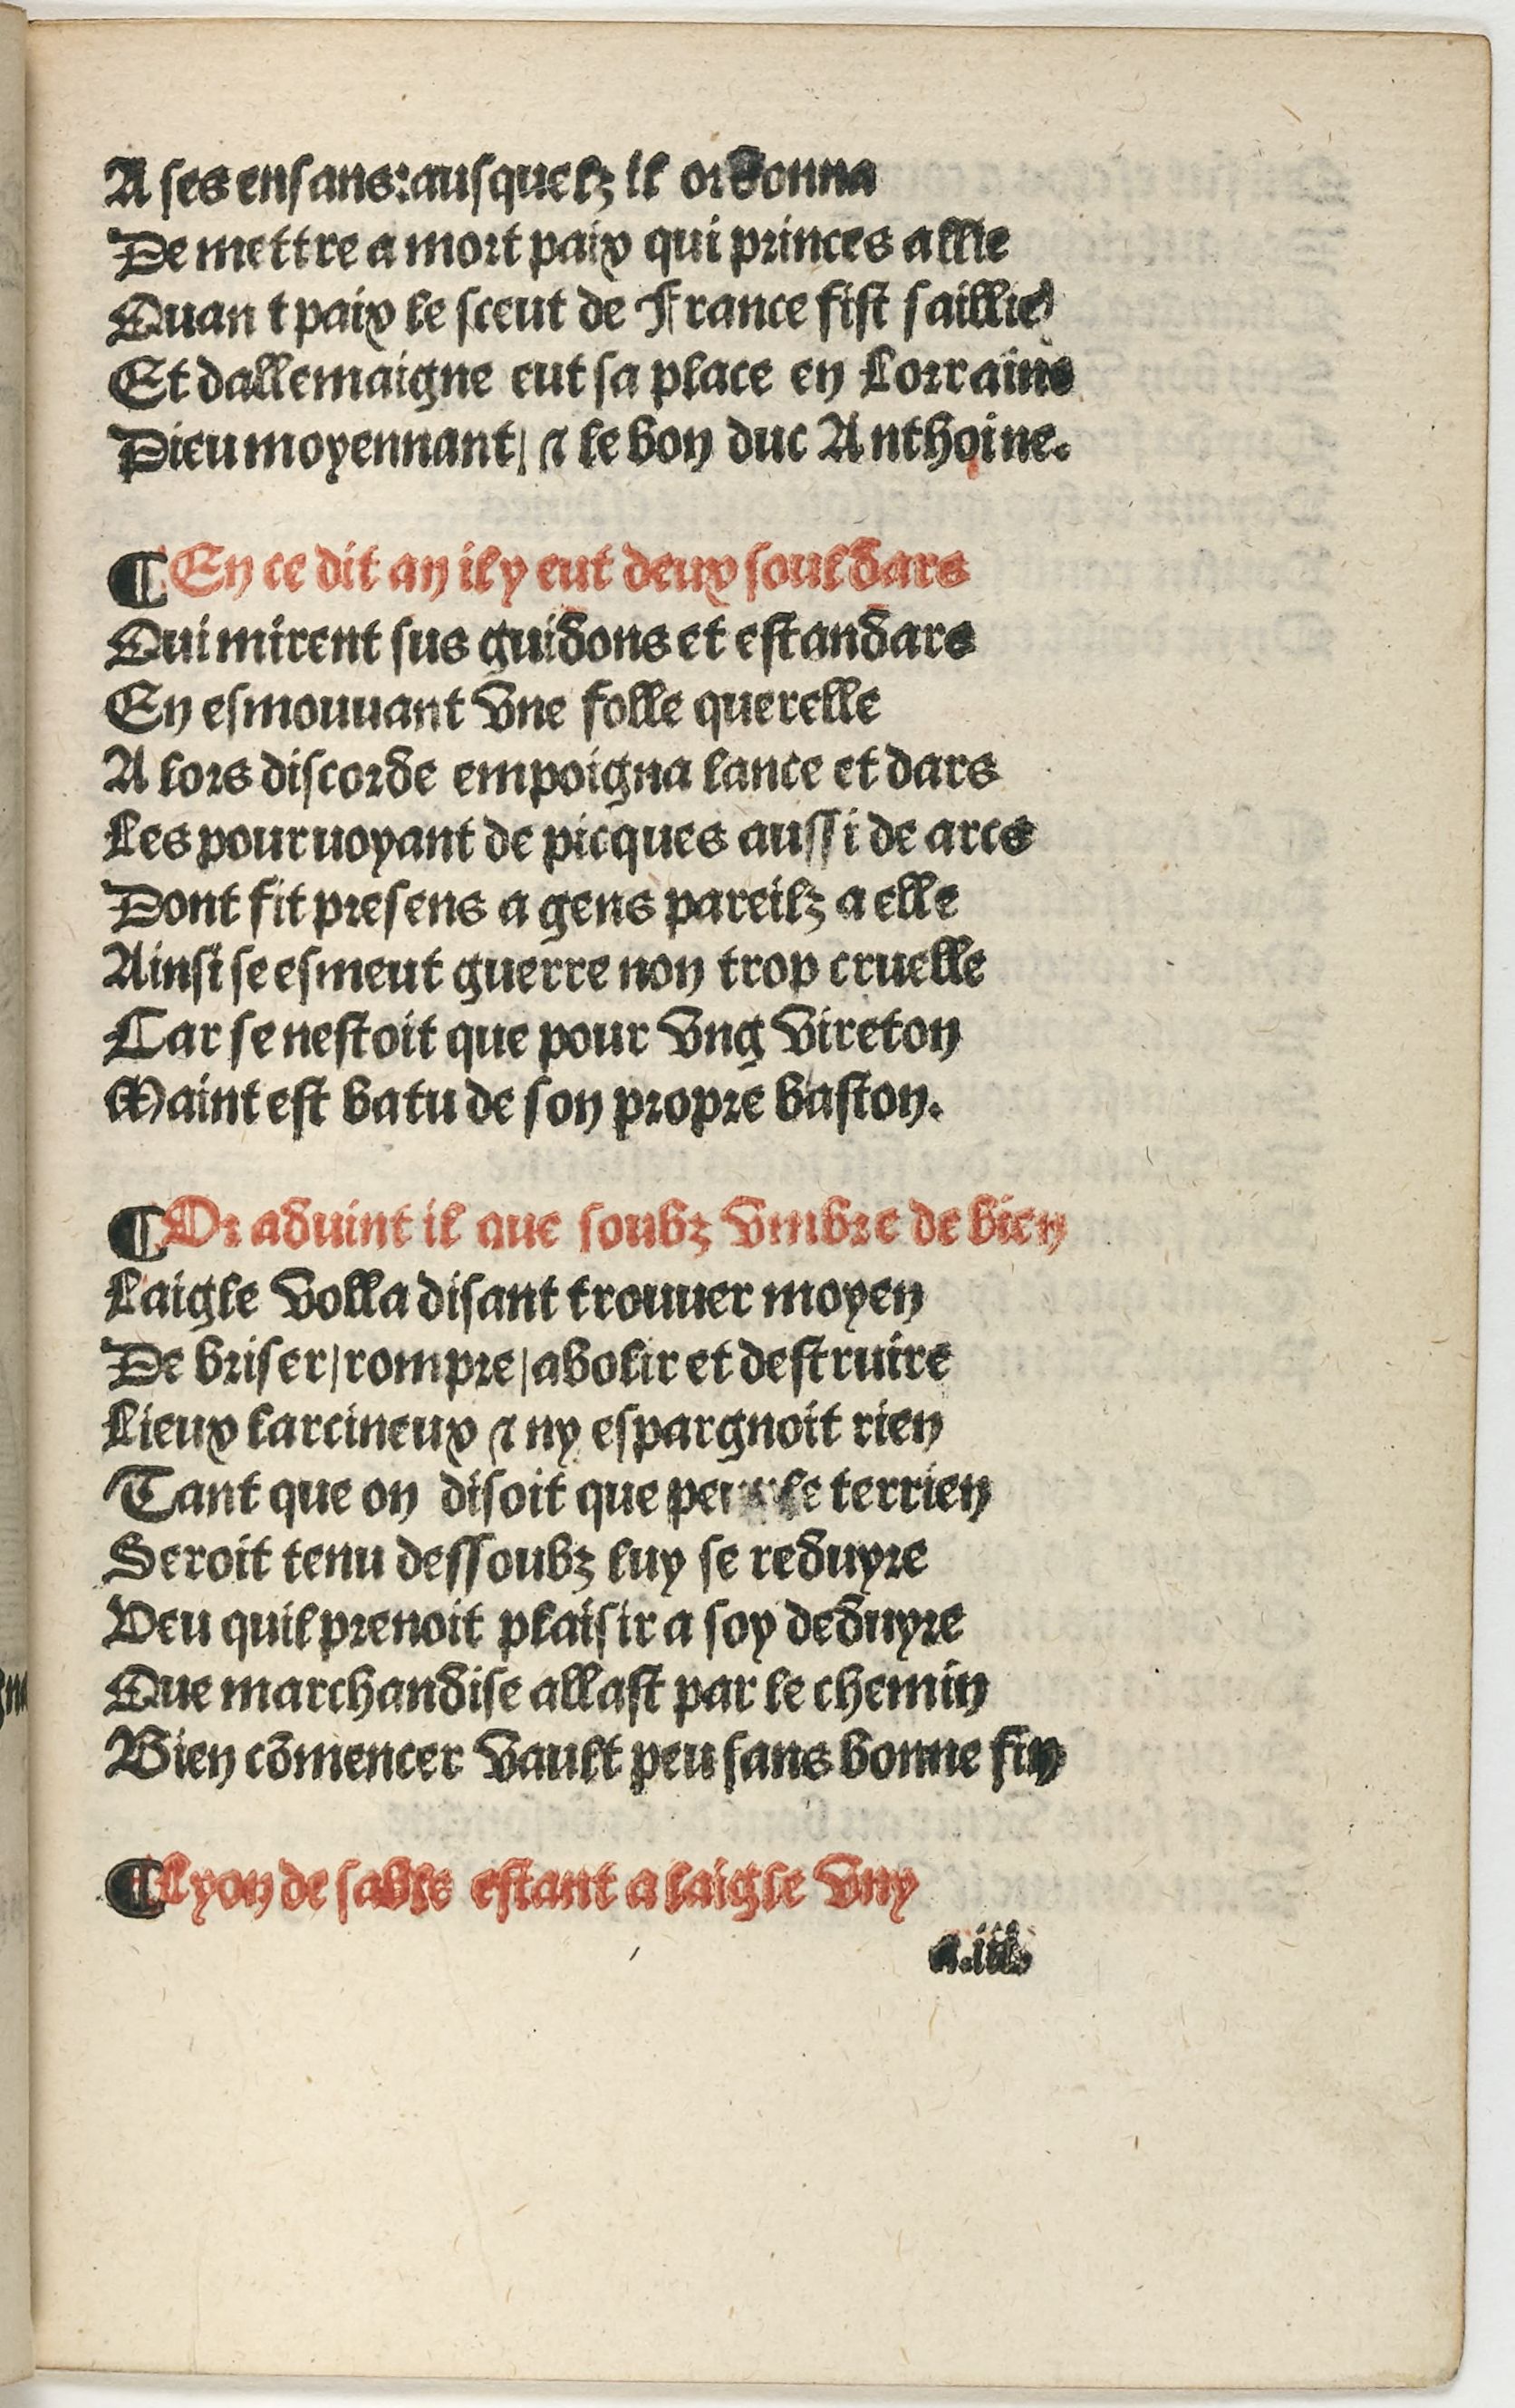 A ses enfans: ausquelz il ordonna
De mettre a mort paix qui princes allie
Quant paix le sceut de France fist saillie
Et dallemaigne eut sa place en Lorraine
Dieu moyennant/ & le bon duc Anthoine.
¶ En ce dit an il y eut deux souldars
Qui mirent sus guidons et estandars
En esmouuant vne folle querelle
Alors discorde empoigna lance et dars
Les pouruoyant de picques aussi de arcs
Dont fit presens a gens pareilz a elle
Ainsi se esmeut guerre non trop cruelle
Car se nestoit que pour vng vireton
Maint est batu de son propre baston.
¶ Or aduint il que soubz vmbre de bien
Laigle volla disant trouuer moyen
De briser/ rompre/ abolir et destruire
Lieux larcineux & ny espargnoit rien
Tant que on disoit que peuple terrien
Seroit tenu dessoubz luy se reduyre
Veu quil prenoit plaisir a soy deduyre
Que marchandise allast par le chemin
Bien cõmencer vault peu sans bonne fin
¶ Lyon de sable estant a laigle vny
a.iii.